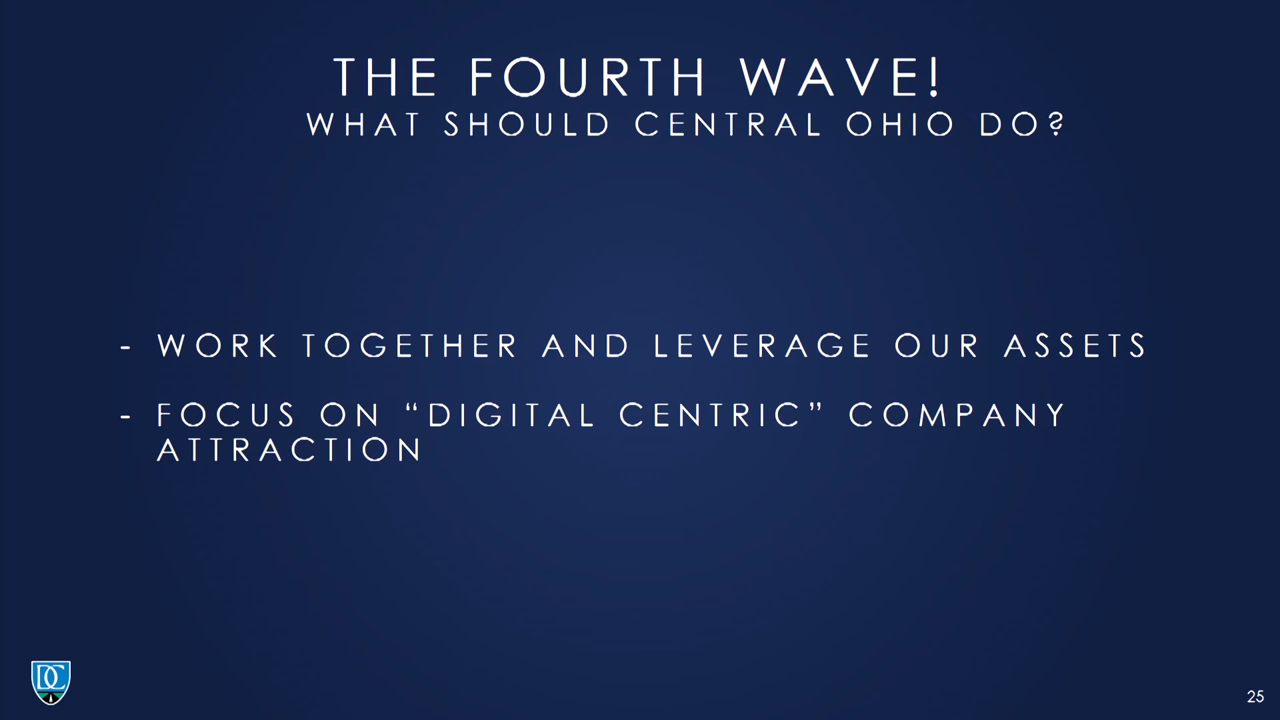 THE FOURTH WAVE!
WHAT SHOULD CENTRAL OHIO DO?
- WORK TOGETHER AND LEVERAGE OUR ASSETS
- FOCUS ON “DIGITAL CENTRIC” COMPANY
ATTRACTION
DC
25